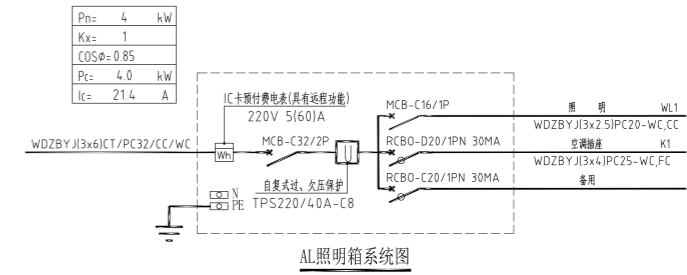 Pn= 4 kW
Kx= 1
COSø= 0.85
Pc= 4.0 kW
Ic= 21.4 A
IC卡预付费电表(具有远程功能)
220V 5(60)A
MCB-C16/1P
照 明
WL1
WDZBYJ(3x2.5)PC20-WC,CC
WDZBYJ(3x6)CT/PC32/CC/WC
Wh
MCB-C32/2P
U
RCBO-D20/1PN 30MA
空调插座
K1
WDZBYJ(3x4)PC25-WC,FC
自复式过、欠压保护
TPS220/40A-C8
RCBO-C20/1PN 30MA
备用
N
PE
AL照明箱系统图